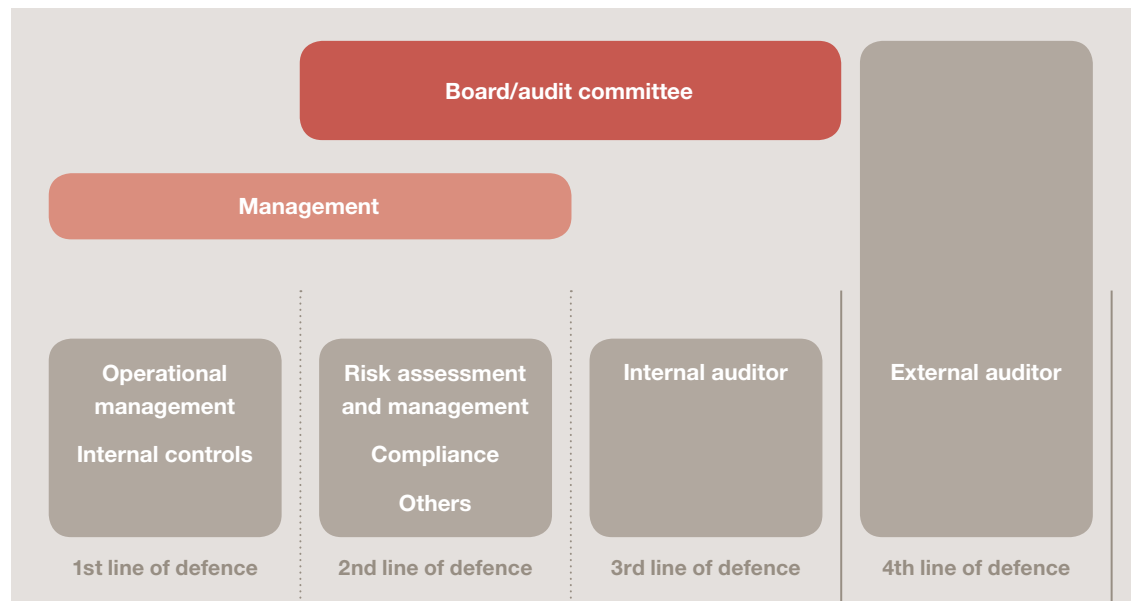 Board/audit committee
Management
Operational
management
Internal controls
Risk assessment
and management
Compliance
Others
Internal auditor
External auditor
1st line of defence
2nd line of defence
3rd line of defence
4th line of defence